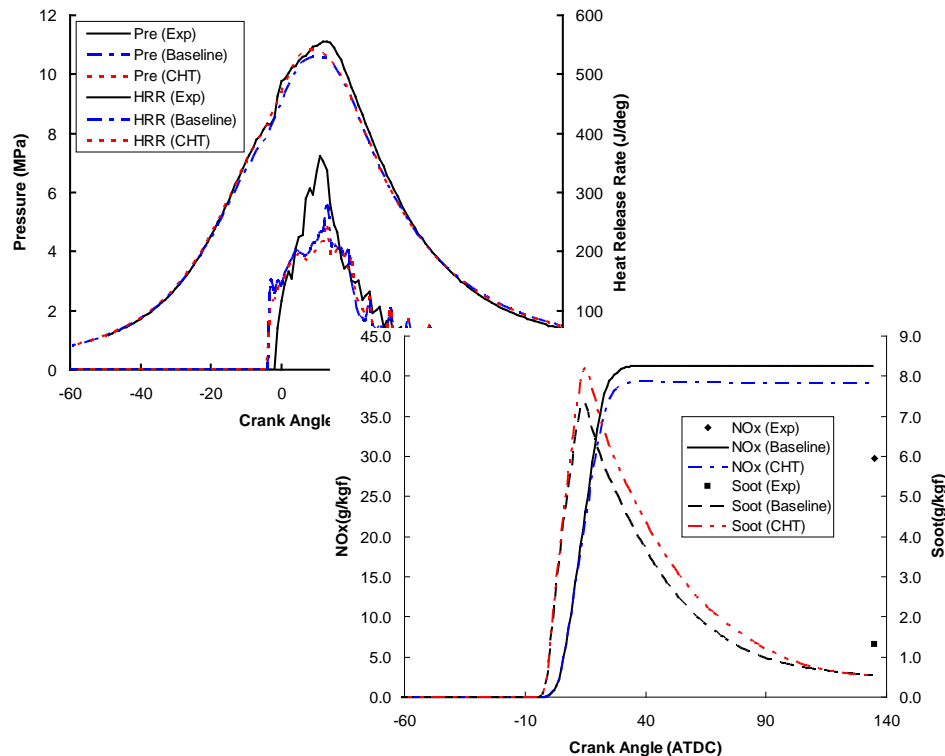 12
10
8
6
4
2
0
Pressure (MPa)
Pre (Exp)
Pre (Baseline)
Pre (CHT)
HRR (Exp)
HRR (Baseline)
HRR (CHT)
600
500
400
300
200
100
Heat Release Rate (J/deg)
-60
-40
-20
0
Crank Angle
45.0
40.0
35.0
30.0
25.0
20.0
15.0
10.0
5.0
0.0
NOx(g/kgf)
NOx (Exp)
NOx (Baseline)
NOx (CHT)
Soot (Exp)
Soot (Baseline)
Soot (CHT)
9.0
8.0
7.0
6.0
5.0
4.0
3.0
2.0
1.0
0.0
Soot(g/kgf)
-60
-10
40
90
140
Crank Angle (ATDC)